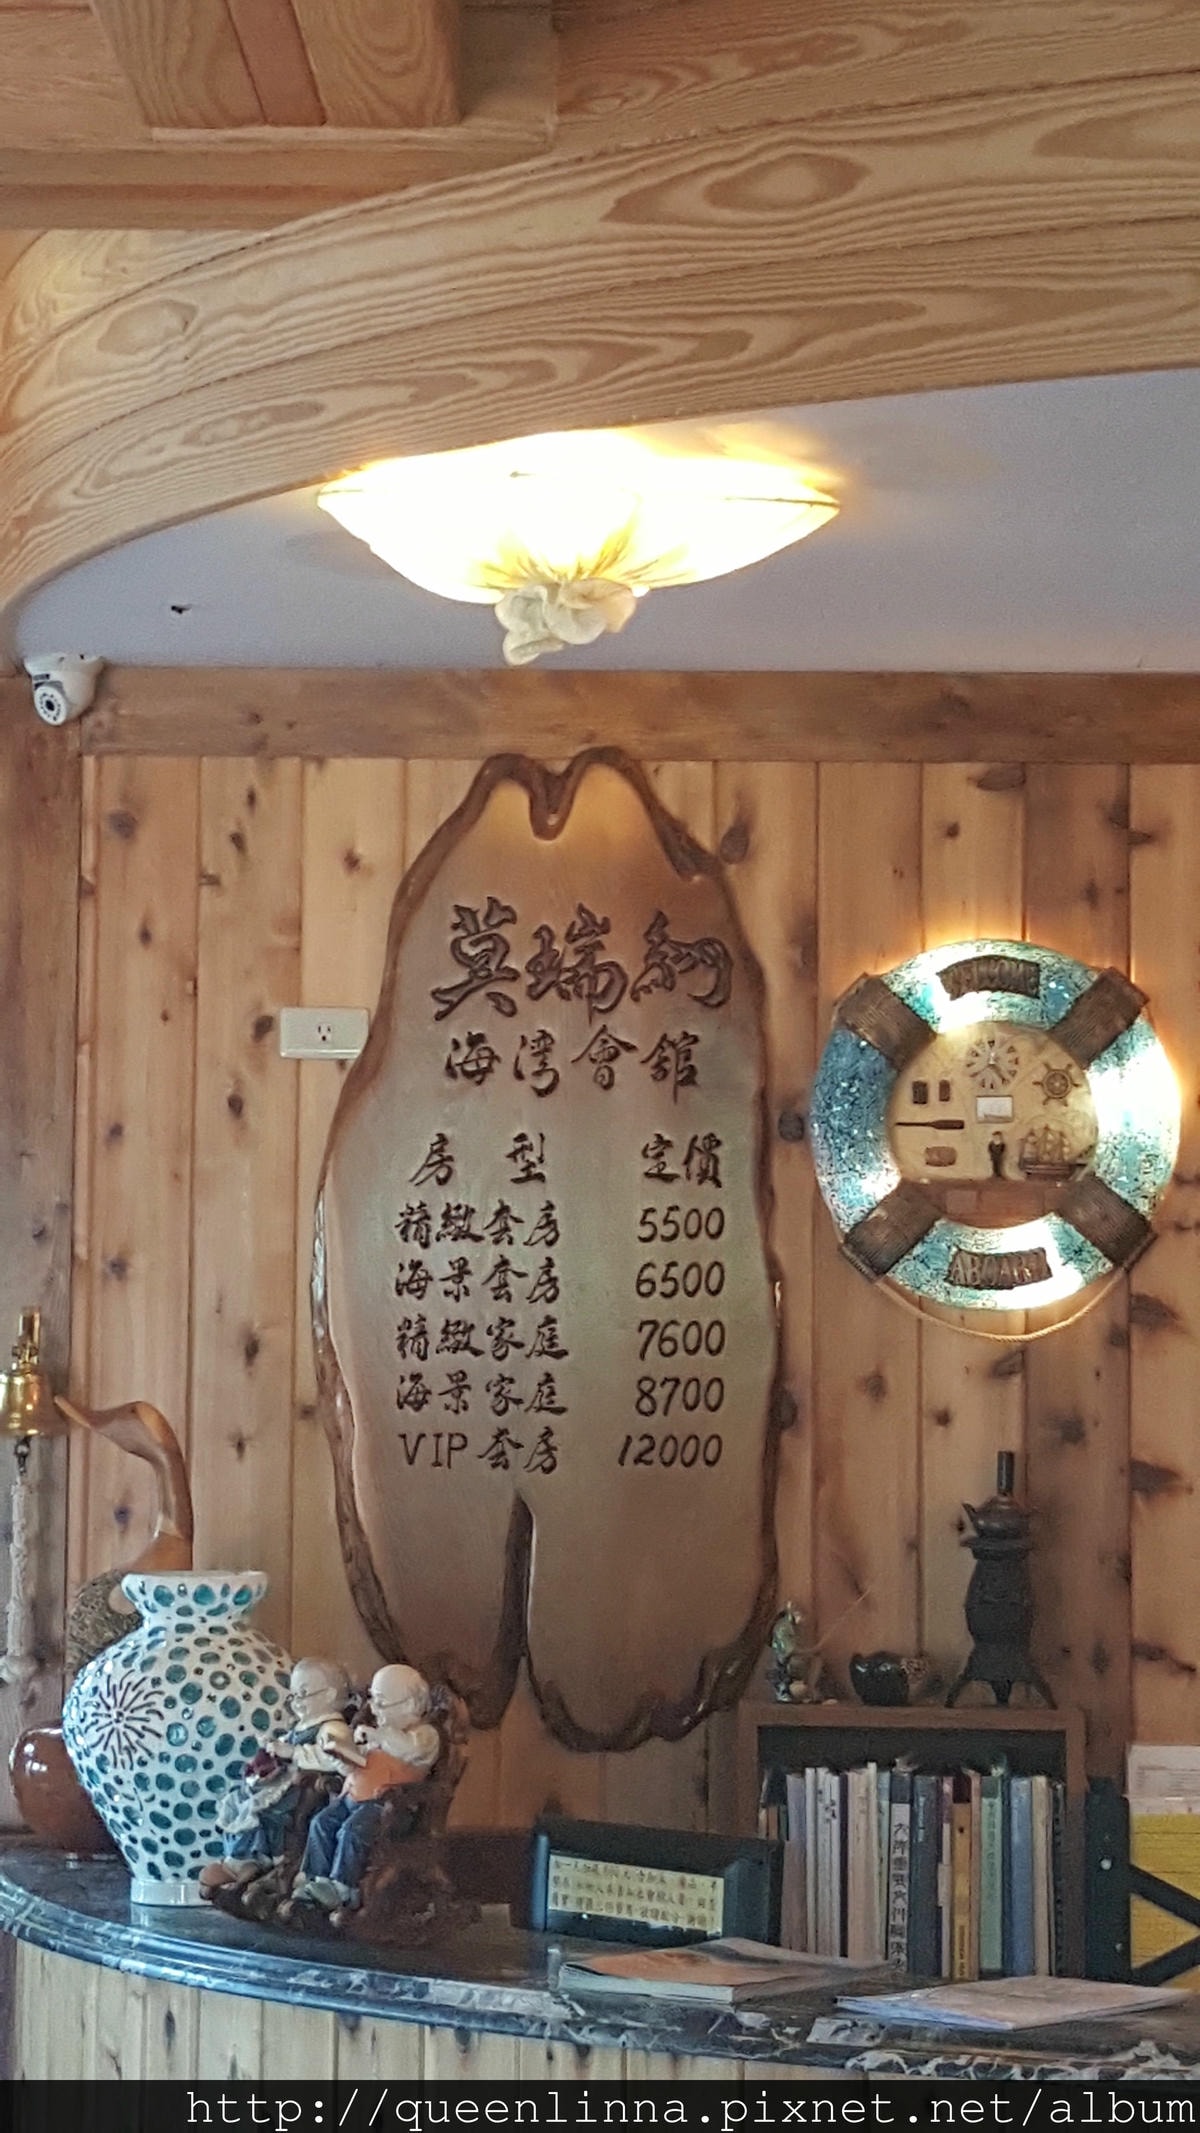 莫瑞納
海灣會舘
房型 定價
精緻套房 5500
海景套房 6500
精緻家庭 7600
海景家庭 8700
VIP套房 12000
WELCOME
ABOARD
http://queenlinna.pixnet.net/album